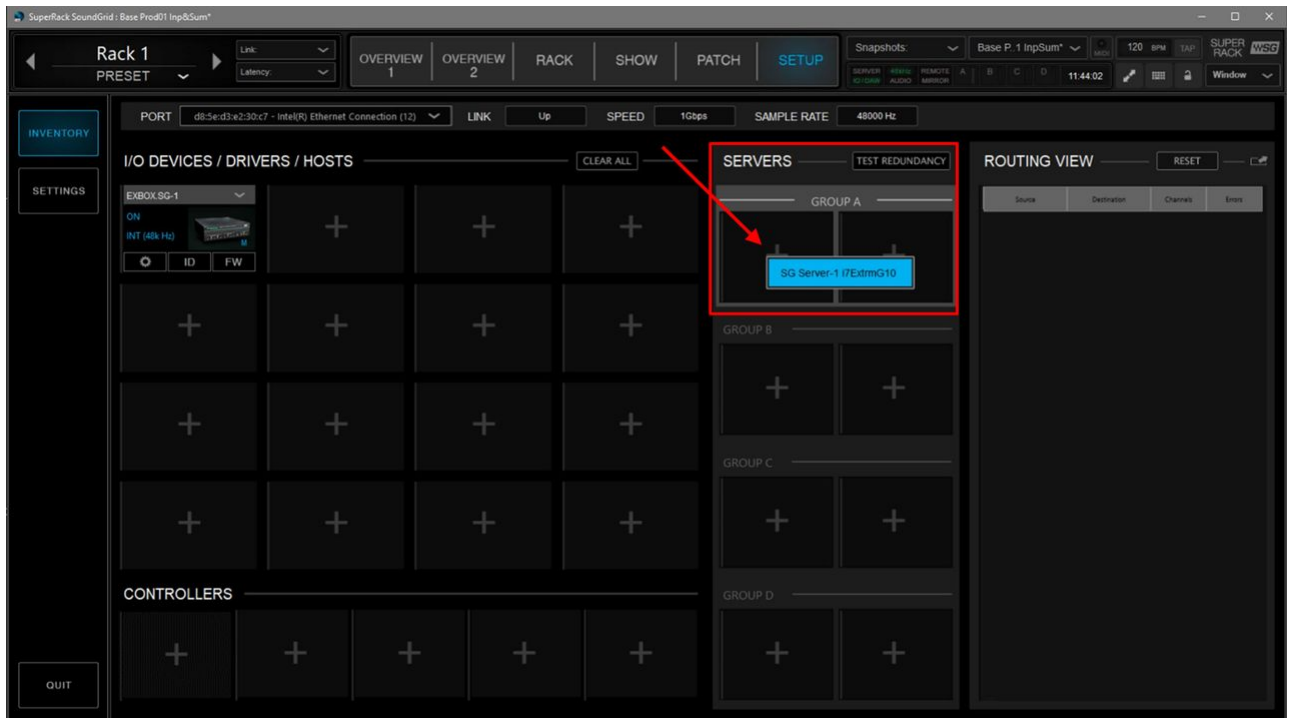 SuperRack SoundGrid : Base Prod01 Inp&Sum*
Rack 1
PRESET
Link:
Latency:
OVERVIEW 1
OVERVIEW 2
RACK
SHOW
PATCH
SETUP
Snapshots:
Base P..1 InpSum*
MIDI
120 BPM
TAP
SUPER RACK
WSG
SERVER
48kHz
REMOTE
A B C D
AUDIO
MIRROR
11:44:02
Window
INVENTORY
SETTINGS
QUIT
PORT d8:5e:d3:e2:30:c7 - Intel(R) Ethernet Connection (12)
LINK Up
SPEED 1Gbps
SAMPLE RATE 48000 Hz
I/O DEVICES / DRIVERS / HOSTS
CLEAR ALL
EXBOX.SG-1
ON
INT (48k Hz)
M
ID
FW
SERVERS
TEST REDUNDANCY
GROUP A
SG Server-1 i7ExtrmG10
GROUP B
GROUP C
GROUP D
ROUTING VIEW
RESET
Source Destination Channels Errors
CONTROLLERS